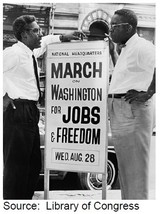 NATIONAL HEADQUARTERS
MARCH
ON
WASHINGTON
FOR JOBS
& FREEDOM
WED. AUG. 28
Source: Library of Congress